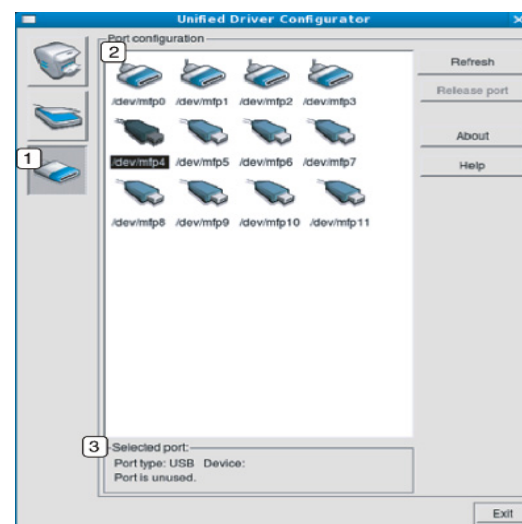 Unified Driver Configurator
Port configuration
2
/dev/mfp0 /dev/mfp1 /dev/mfp2 /dev/mfp3
/dev/mfp4 /dev/mfp5 /dev/mfp6 /dev/mfp7
/dev/mfp8 /dev/mfp9 /dev/mfp10 /dev/mfp11
Refresh
Release port
About
Help
1
3
Selected port:
Port type: USB Device:
Port is unused.
Exit